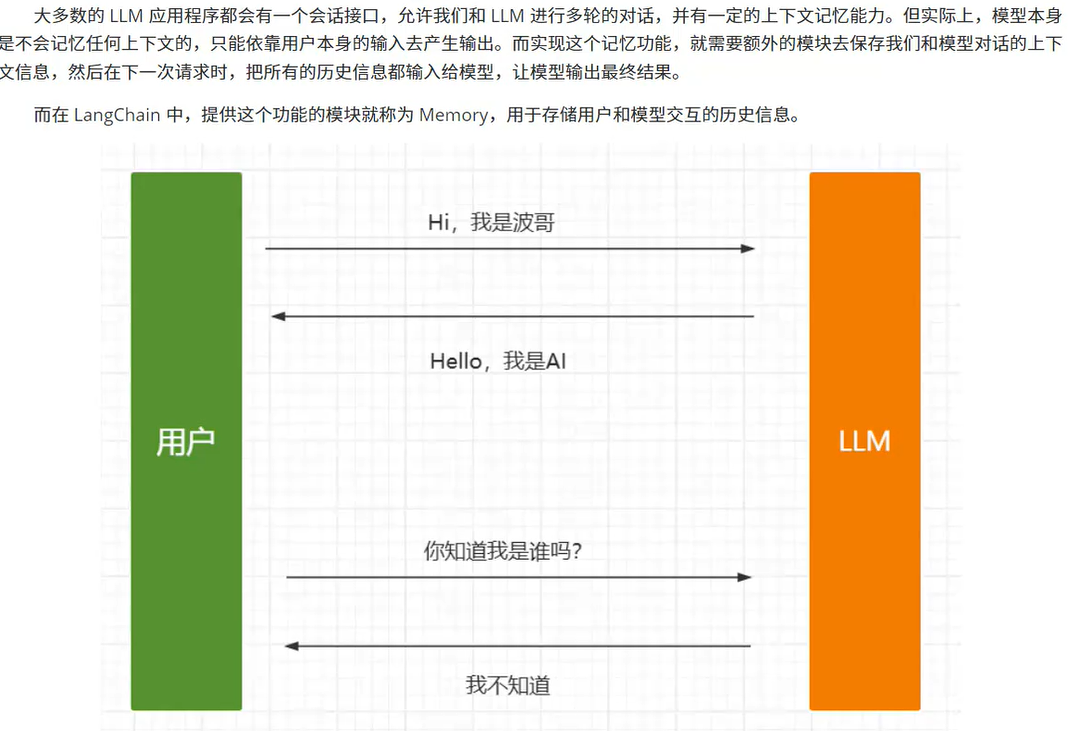 大多数的 LLM 应用程序都会有一个会话接口，允许我们和 LLM 进行多轮的对话，并有一定的上下文记忆能力。但实际上，模型本身
是不会记忆任何上下文的，只能依靠用户本身的输入去产生输出。而实现这个记忆功能，就需要额外的模块去保存我们和模型对话的上下
文信息，然后在下一次请求时，把所有的历史信息都输入给模型，让模型输出最终结果。
而在 LangChain 中，提供这个功能的模块就称为 Memory，用于存储用户和模型交互的历史信息。
Hi，我是波哥
Hello，我是AI
用户
LLM
你知道我是谁吗?
我不知道